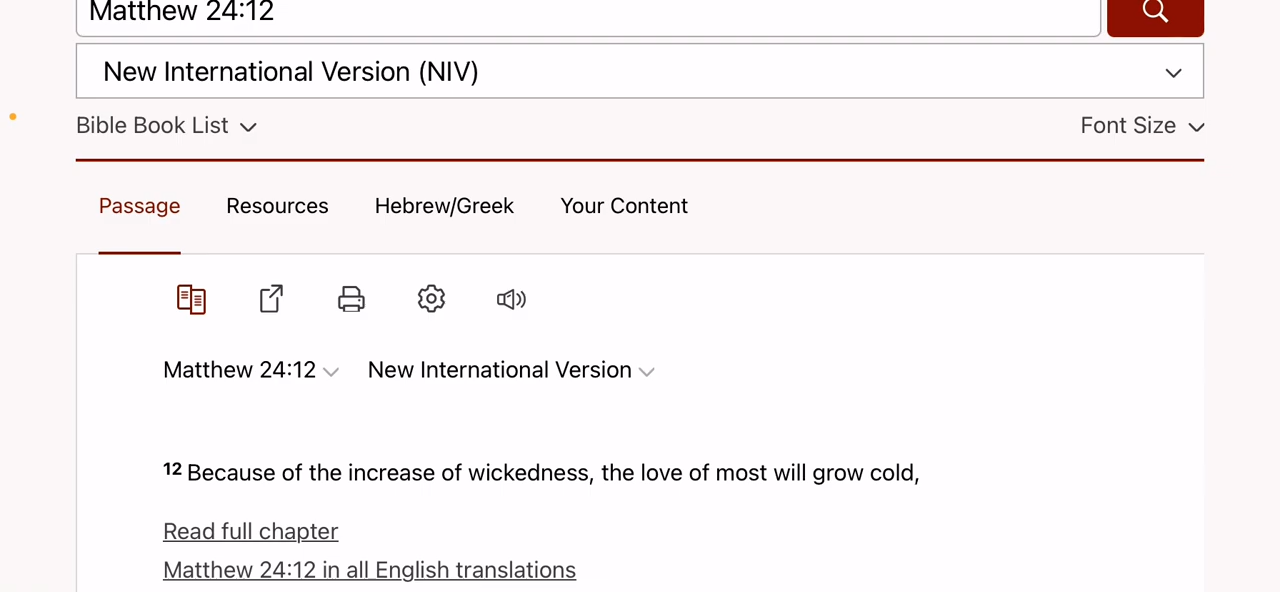 Matthew 24:12
New International Version (NIV)
Bible Book List
Font Size
Passage Resources Hebrew/Greek Your Content
Matthew 24:12 New International Version
12 Because of the increase of wickedness, the love of most will grow cold,
Read full chapter
Matthew 24:12 in all English translations